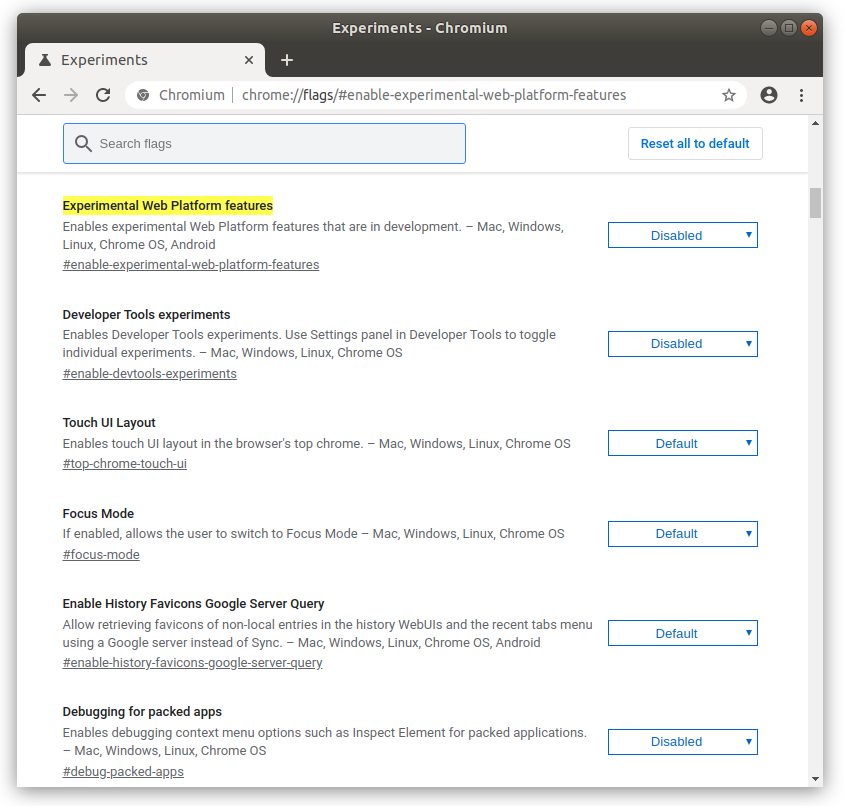 Experiments - Chromium
Experiments
Chromium | chrome://flags/#enable-experimental-web-platform-features
Search flags
Reset all to default
Experimental Web Platform features
Enables experimental Web Platform features that are in development. – Mac, Windows,
Linux, Chrome OS, Android
#enable-experimental-web-platform-features
Disabled
Developer Tools experiments
Enables Developer Tools experiments. Use Settings panel in Developer Tools to toggle
individual experiments. – Mac, Windows, Linux, Chrome OS
#enable-devtools-experiments
Disabled
Touch UI Layout
Enables touch UI layout in the browser's top chrome. – Mac, Windows, Linux, Chrome OS
#top-chrome-touch-ui
Default
Focus Mode
If enabled, allows the user to switch to Focus Mode – Mac, Windows, Linux, Chrome OS
#focus-mode
Default
Enable History Favicons Google Server Query
Allow retrieving favicons of non-local entries in the history WebUIs and the recent tabs menu
using a Google server instead of Sync. – Mac, Windows, Linux, Chrome OS, Android
#enable-history-favicons-google-server-query
Default
Debugging for packed apps
Enables debugging context menu options such as Inspect Element for packed applications.
– Mac, Windows, Linux, Chrome OS
#debug-packed-apps
Disabled